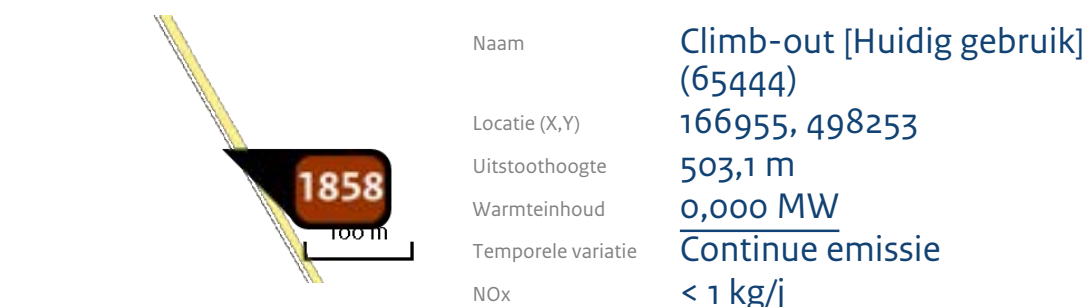 1858
100 m
Naam Climb-out [Huidig gebruik]
(65444)
Locatie (X,Y) 166955, 498253
Uitstoothoogte 503,1 m
Warmteinhoud 0,000 MW
Temporele variatie Continue emissie
NOx < 1 kg/j